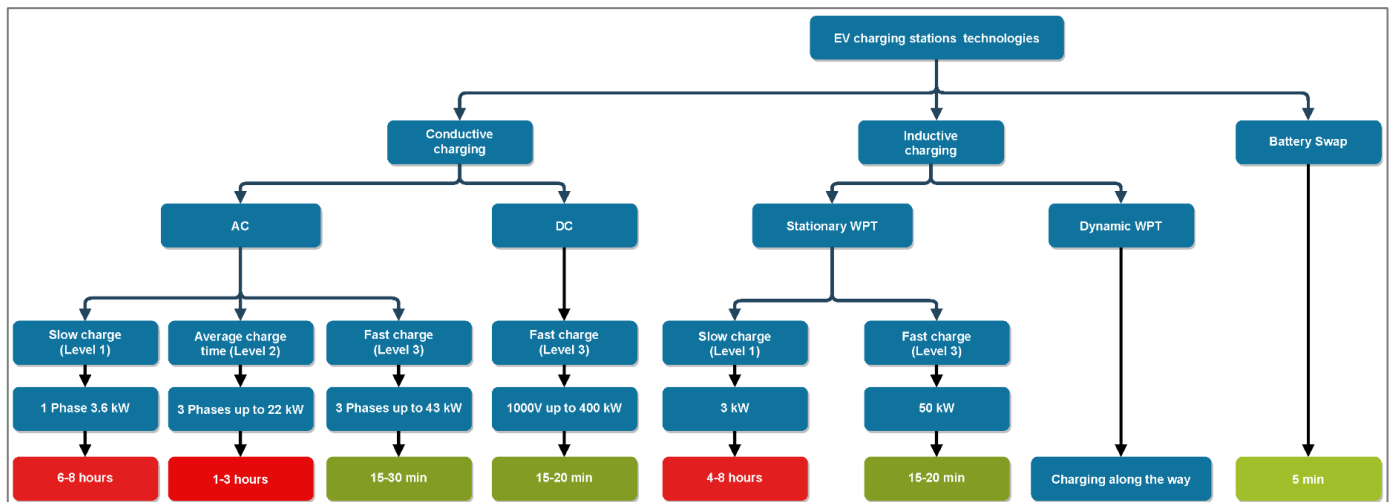 EV charging stations technologies
Conductive
charging
Inductive
charging
Battery Swap
AC
DC
Stationary WPT
Dynamic WPT
Slow charge
(Level 1)
Average charge
time (Level 2)
Fast charge
(Level 3)
Fast charge
(Level 3)
Slow charge
(Level 1)
Fast charge
(Level 3)
1 Phase 3.6 kW
3 Phases up to 22 kW
3 Phases up to 43 kW
1000V up to 400 kW
3 kW
50 kW
6-8 hours
1-3 hours
15-30 min
15-20 min
4-8 hours
15-20 min
Charging along the way
5 min